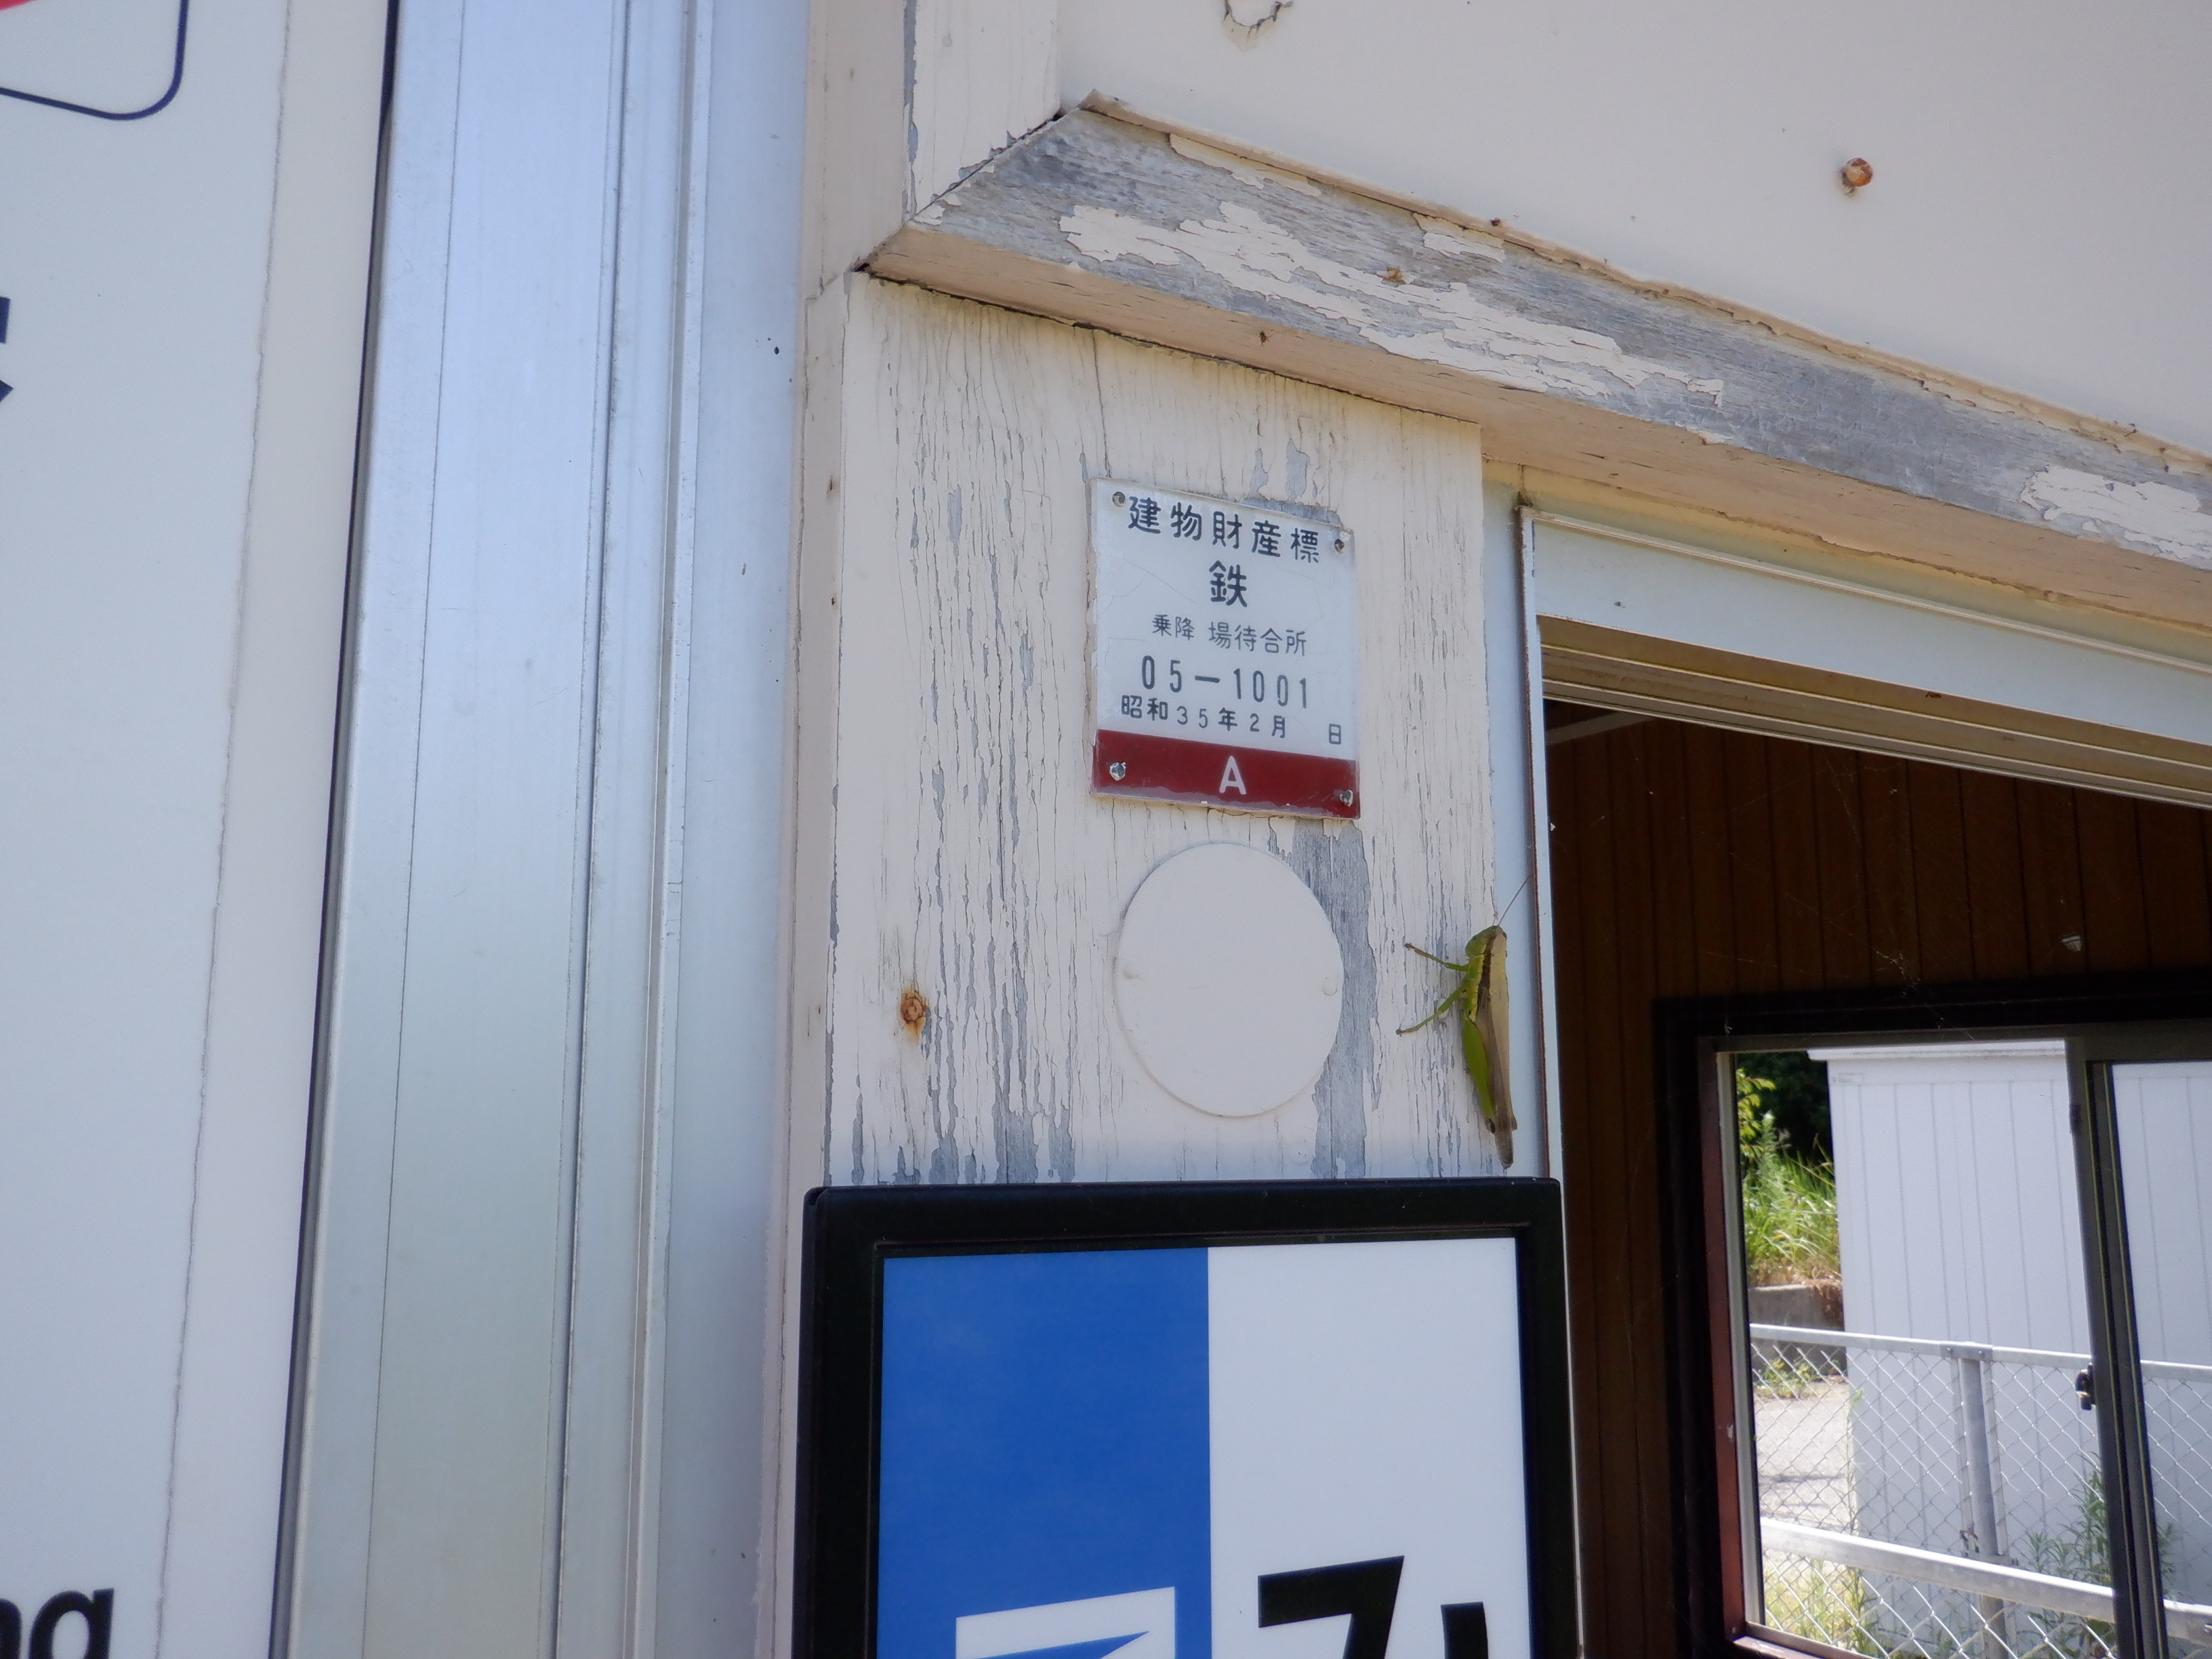 建物財産標
鉄
乗降場待合所
05-1001
昭和35年2月 日
A